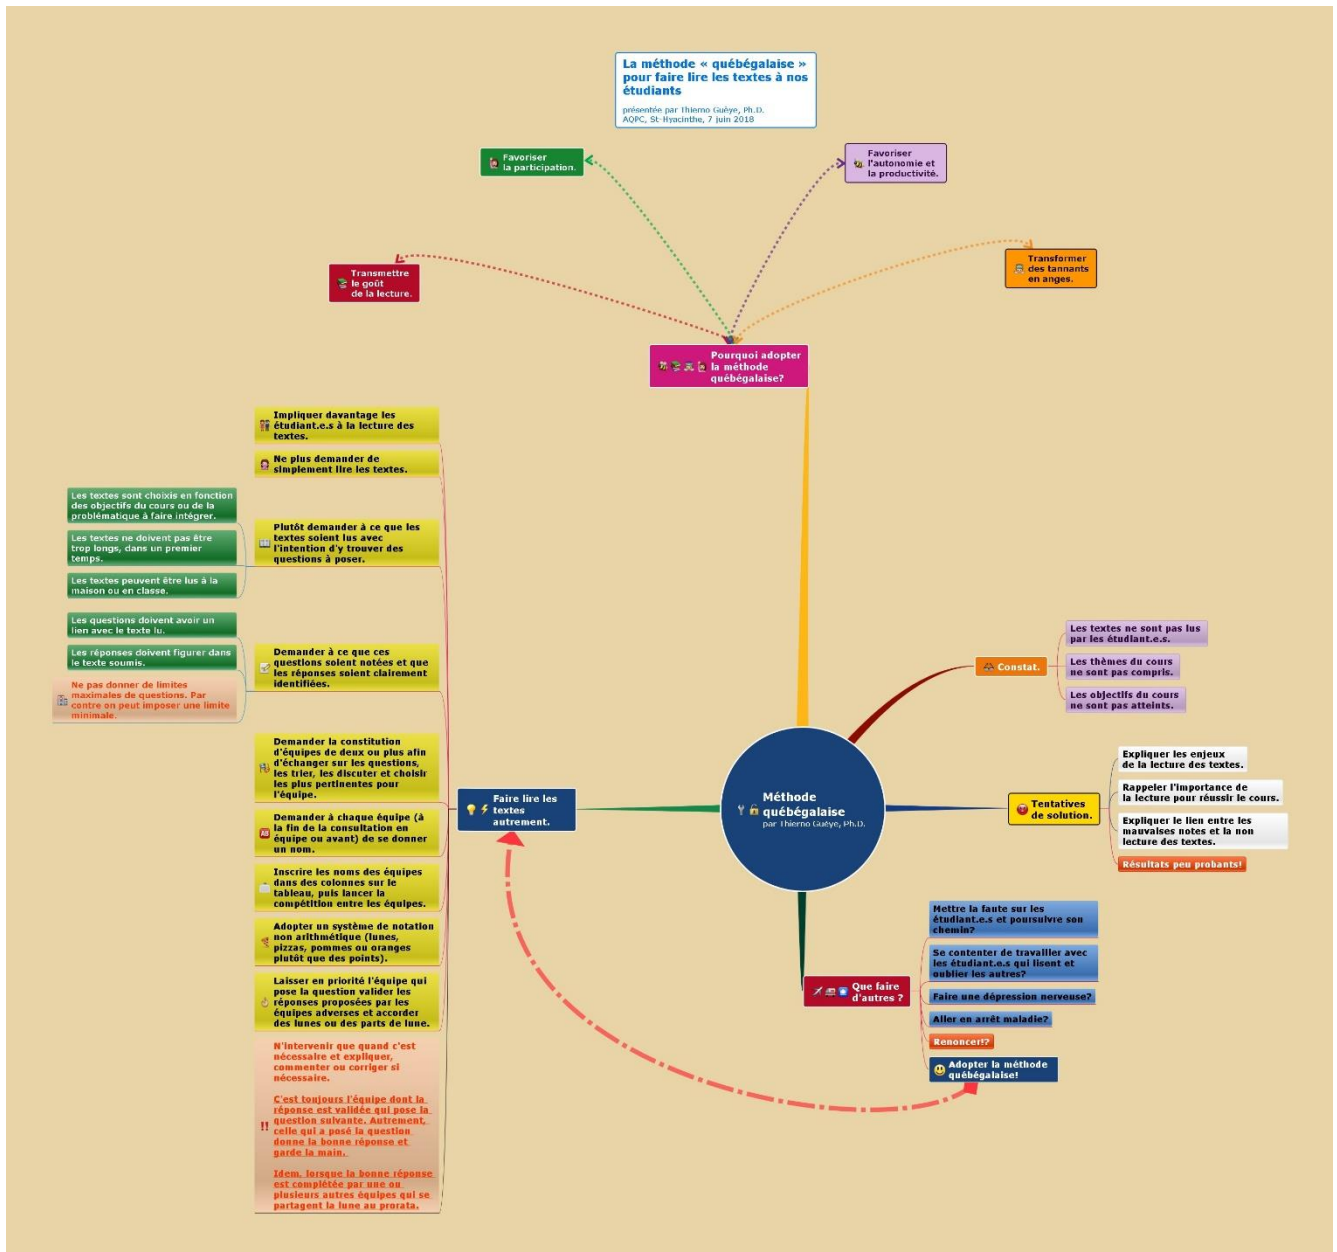 La méthode « québégalaise »
pour faire lire les textes à nos
étudiants
présentée par Thierno Guèye, Ph.D.
AQPC, St-Hyacinthe, 7 juin 2018
Favoriser
la participation.
Favoriser
l'autonomie et
la productivité.
Transmettre
le goût
de la lecture.
Transformer
des tannants
en anges.
Pourquoi adopter
la méthode
québégalaise?
Impliquer davantage les
étudiant.e.s à la lecture des
textes.
Ne plus demander de
simplement lire les textes.
Les textes sont choixis en fonction
des objectifs du cours ou de la
problématique à faire intégrer.
Les textes ne doivent pas être
trop longs, dans un premier
temps.
Les textes peuvent être lus à la
maison ou en classe.
Plutôt demander à ce que les
textes soient lus avec
l'intention d'y trouver des
questions à poser.
Les questions doivent avoir un
lien avec le texte lu.
Les réponses doivent figurer dans
le texte soumis.
Ne pas donner de limites
maximales de questions. Par
contre on peut imposer une limite
minimale.
Demander à ce que ces
questions soient notées et que
les réponses soient clairement
identifiées.
Demander la constitution
d'équipes de deux ou plus afin
d'échanger sur les questions,
les trier, les discuter et choisir
les plus pertinentes pour
l'équipe.
Demander à chaque équipe (à
la fin de la consultation en
équipe ou avant) de se donner
un nom.
Inscrire les noms des équipes
dans des colonnes sur le
tableau, puis lancer la
compétition entre les équipes.
Adopter un système de notation
non arithmétique (lunes,
pizzas, pommes ou oranges
plutôt que des points).
Laisser en priorité l'équipe qui
pose la question valider les
réponses proposées par les
équipes adverses et accorder
des lunes ou des parts de lune.
N'intervenir que quand c'est
nécessaire et expliquer,
commenter ou corriger si
nécessaire.
C'est toujours l'équipe dont la
réponse est validée qui pose la
question suivante. Autrement,
celle qui a posé la question
donne la bonne réponse et
garde la main.
Idem, lorsque la bonne réponse
est complétée par une ou
plusieurs autres équipes qui se
partagent la lune au prorata.
Faire lire les
textes
autrement.
Méthode
québégalaise
par Thierno Guèye, Ph.D.
Constat.
Les textes ne sont pas lus
par les étudiant.e.s.
Les thèmes du cours
ne sont pas compris.
Les objectifs du cours
ne sont pas atteints.
Tentatives
de solution.
Expliquer les enjeux
de la lecture des textes.
Rappeler l'importance de
la lecture pour réussir le cours.
Expliquer le lien entre les
mauvaises notes et la non
lecture des textes.
Résultats peu probants!
Que faire
d'autres ?
Mettre la faute sur les
étudiant.e.s et poursuivre son
chemin?
Se contenter de travailler avec
les étudiant.e.s qui lisent et
oublier les autres?
Faire une dépression nerveuse?
Aller en arrêt maladie?
Renoncer!?
Adopter la méthode
québégalaise!